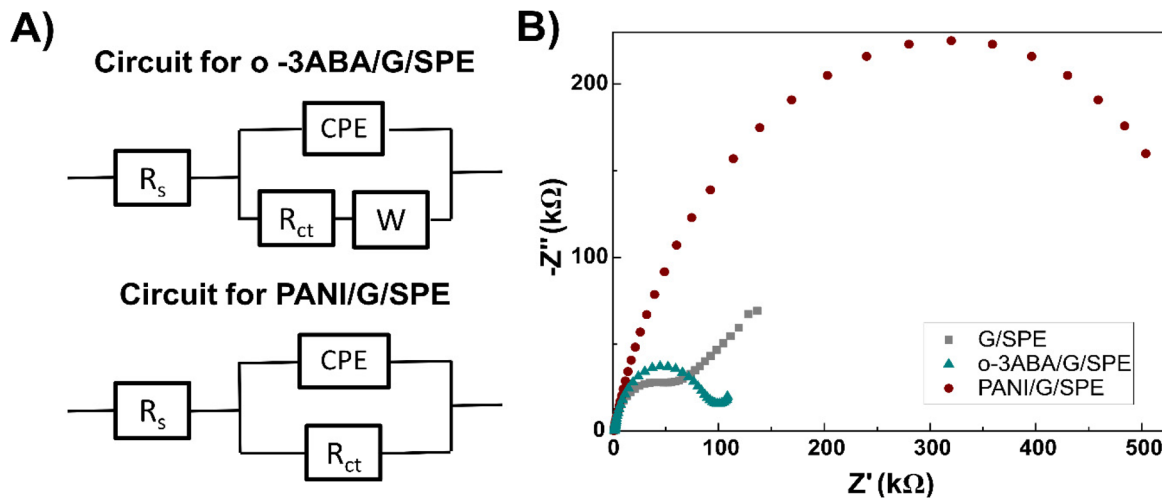 A)
Circuit for o -3ABA/G/SPE
CPE
Rs
Rct
W
Circuit for PANI/G/SPE
CPE
Rs
Rct
B)
-Z'' (kΩ)
200
100
0
G/SPE
o-3ABA/G/SPE
PANI/G/SPE
0 100 200 300 400 500
Z' (kΩ)